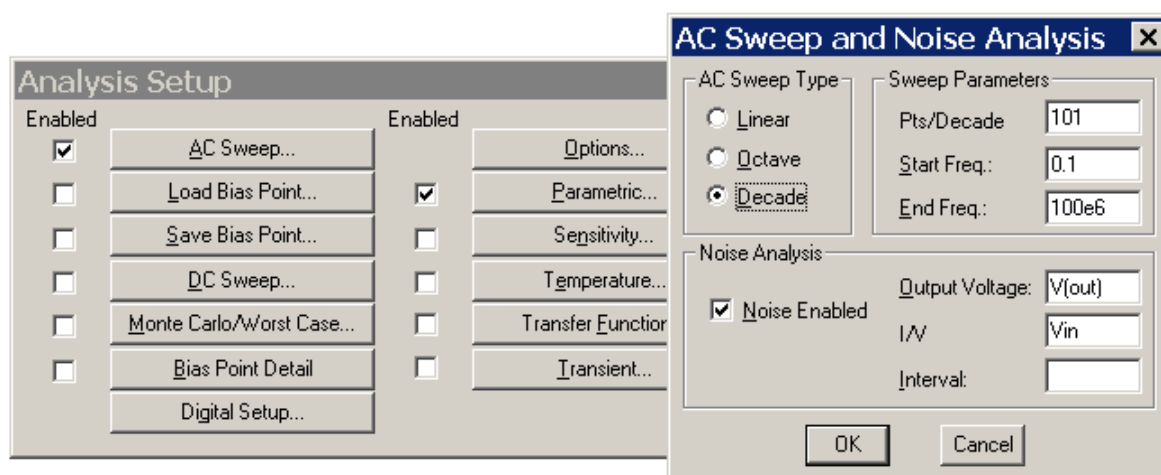 Analysis Setup
Enabled
Enabled
AC Sweep...
Options...
Load Bias Point...
Parametric...
Save Bias Point...
Sensitivity...
DC Sweep...
Temperature...
Monte Carlo/Worst Case...
Transfer Function
Bias Point Detail
Transient...
Digital Setup...
AC Sweep and Noise Analysis
AC Sweep Type
Linear
Octave
Decade
Sweep Parameters
Pts/Decade 101
Start Freq.: 0.1
End Freq.: 100e6
Noise Analysis
Noise Enabled
Output Voltage: V(out)
I/V Vin
Interval:
OK
Cancel